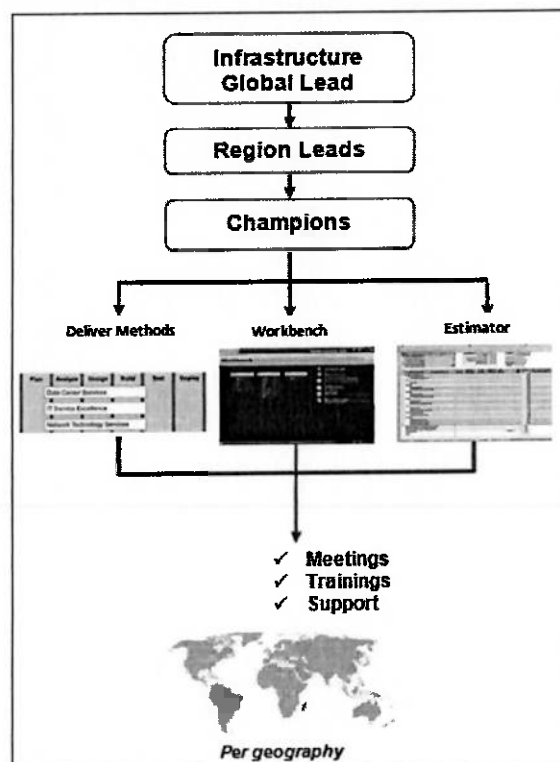 Infrastructure
Global Lead
Region Leads
Champions
Deliver Methods
Workbench
Estimator
Plan Analyze Design Build Test Deploy
Data Center Services
IT Service Excellence
Network Technology Services
✓ Meetings
✓ Trainings
✓ Support
Per geography